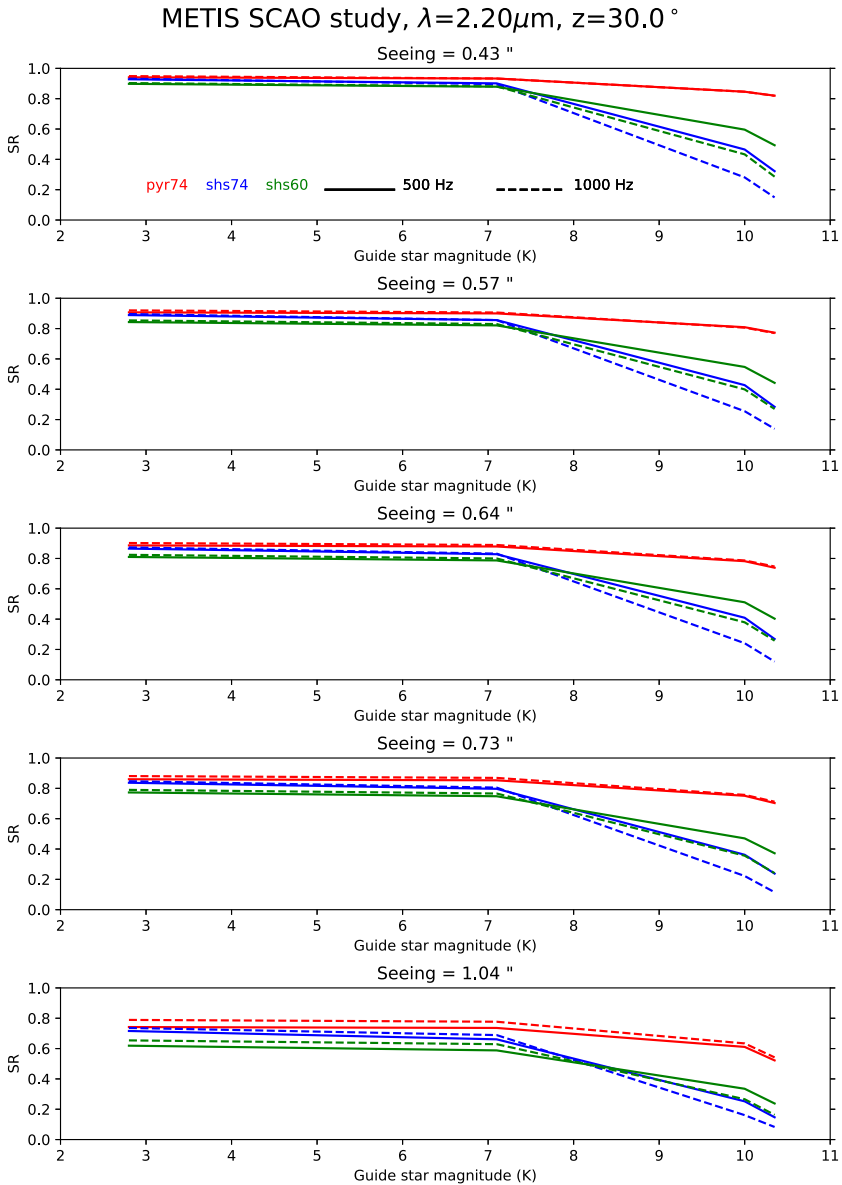 METIS SCAO study, λ=2.20μm, z=30.0°
Seeing = 0.43 "
1.0
0.8
0.6
SR
0.4
0.2
pyr74 shs74 shs60 500 Hz 1000 Hz
0.0
2 3 4 5 6 7 8 9 10 11
Guide star magnitude (K)
Seeing = 0.57 "
1.0
0.8
0.6
SR
0.4
0.2
0.0
2 3 4 5 6 7 8 9 10 11
Guide star magnitude (K)
Seeing = 0.64 "
1.0
0.8
0.6
SR
0.4
0.2
0.0
2 3 4 5 6 7 8 9 10 11
Guide star magnitude (K)
Seeing = 0.73 "
1.0
0.8
0.6
SR
0.4
0.2
0.0
2 3 4 5 6 7 8 9 10 11
Guide star magnitude (K)
Seeing = 1.04 "
1.0
0.8
0.6
SR
0.4
0.2
0.0
2 3 4 5 6 7 8 9 10 11
Guide star magnitude (K)